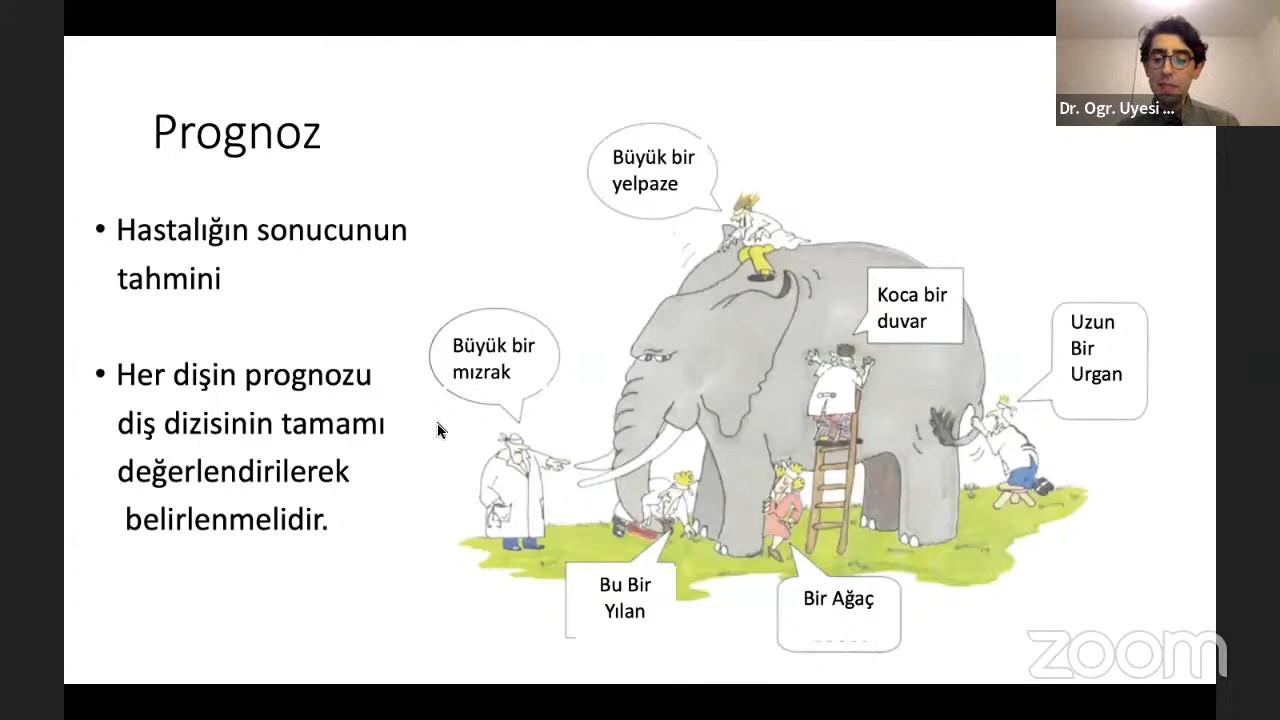 Dr. Ogr. Uyesi ...
Prognoz
• Hastalığın sonucunun
tahmini
• Her dişin prognozu
diş dizisinin tamamı
değerlendirilerek
belirlenmelidir.
Büyük bir
yelpaze
Koca bir
duvar
Uzun
Bir
Urgan
Büyük bir
mızrak
Bu Bir
Yılan
Bir Ağaç
zoom